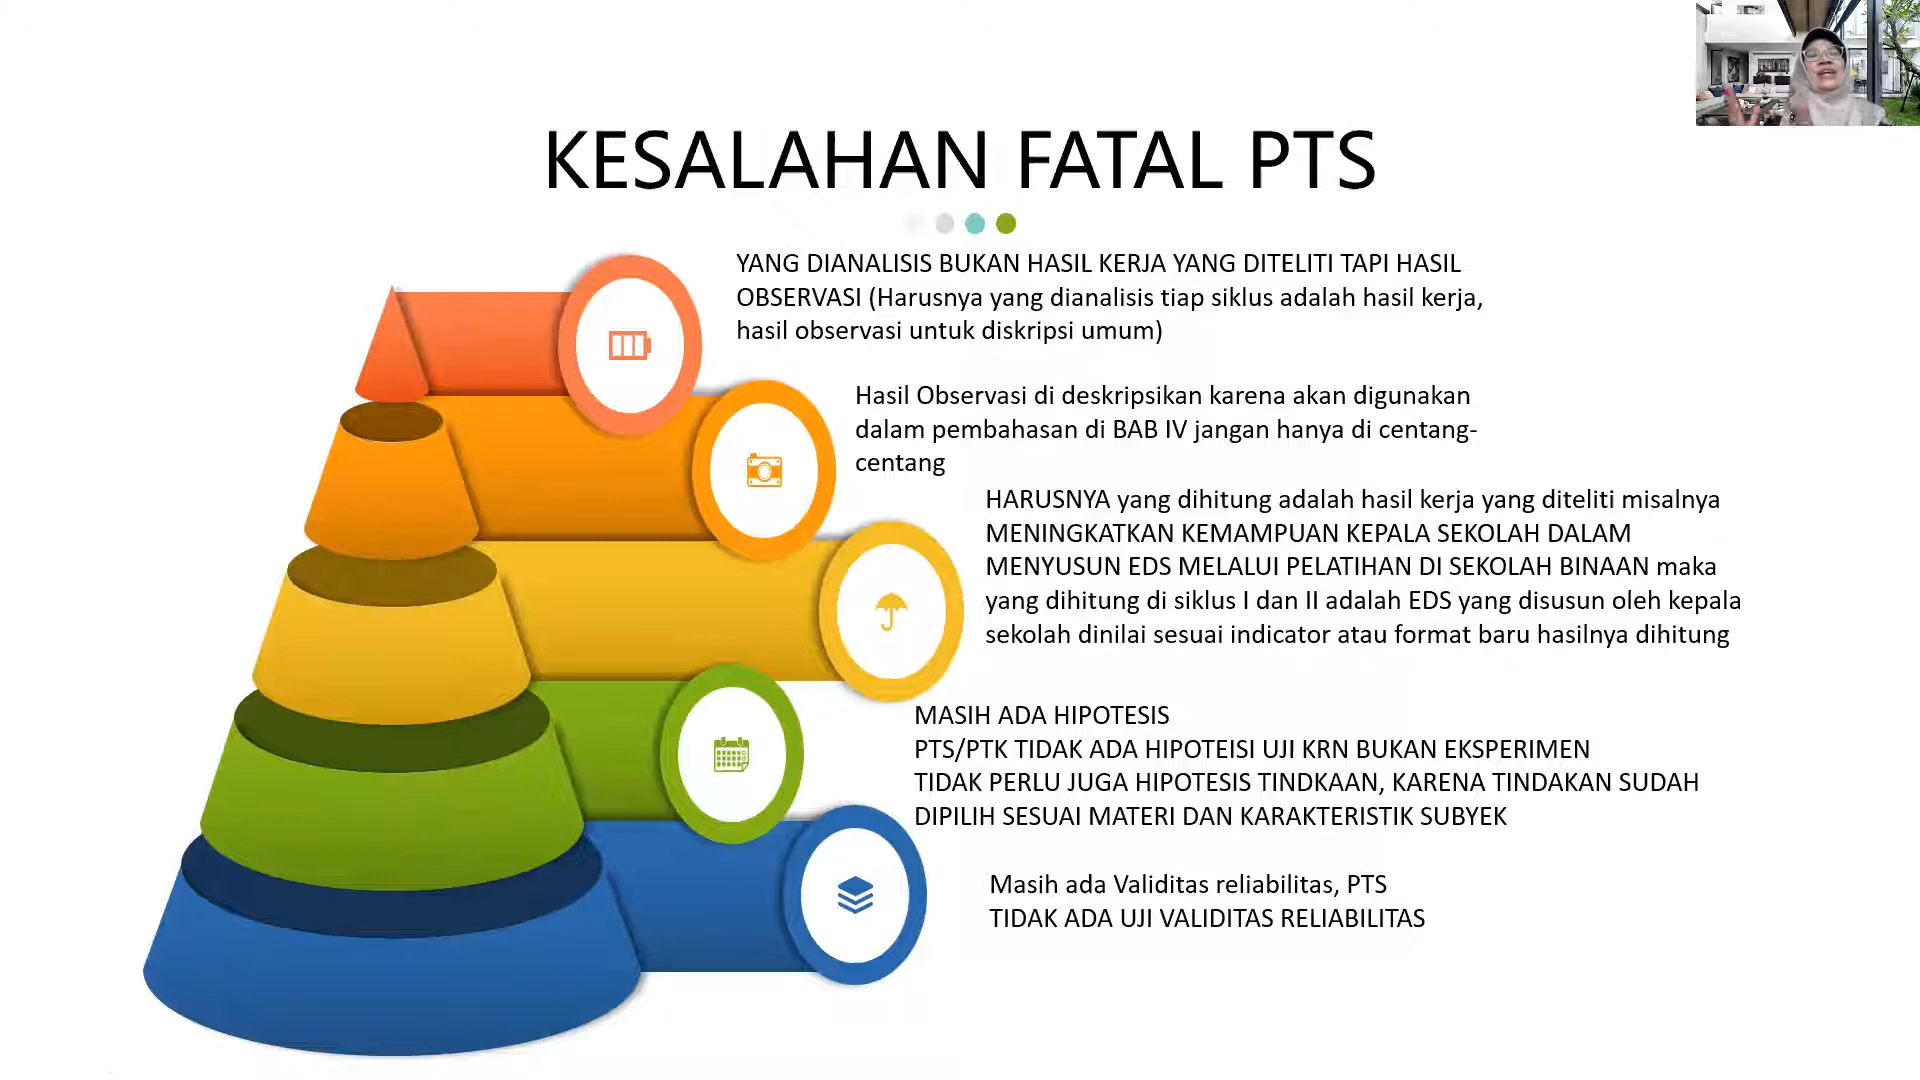 KESALAHAN FATAL PTS
YANG DIANALISIS BUKAN HASIL KERJA YANG DITELITI TAPI HASIL
OBSERVASI (Harusnya yang dianalisis tiap siklus adalah hasil kerja,
hasil observasi untuk diskripsi umum)
Hasil Observasi di deskripsikan karena akan digunakan
dalam pembahasan di BAB IV jangan hanya di centang-
centang
HARUSNYA yang dihitung adalah hasil kerja yang diteliti misalnya
MENINGKATKAN KEMAMPUAN KEPALA SEKOLAH DALAM
MENYUSUN EDS MELALUI PELATIHAN DI SEKOLAH BINAAN maka
yang dihitung di siklus I dan II adalah EDS yang disusun oleh kepala
sekolah dinilai sesuai indicator atau format baru hasilnya dihitung
MASIH ADA HIPOTESIS
PTS/PTK TIDAK ADA HIPOTEISI UJI KRN BUKAN EKSPERIMEN
TIDAK PERLU JUGA HIPOTESIS TINDKAAN, KARENA TINDAKAN SUDAH
DIPILIH SESUAI MATERI DAN KARAKTERISTIK SUBYEK
Masih ada Validitas reliabilitas, PTS
TIDAK ADA UJI VALIDITAS RELIABILITAS